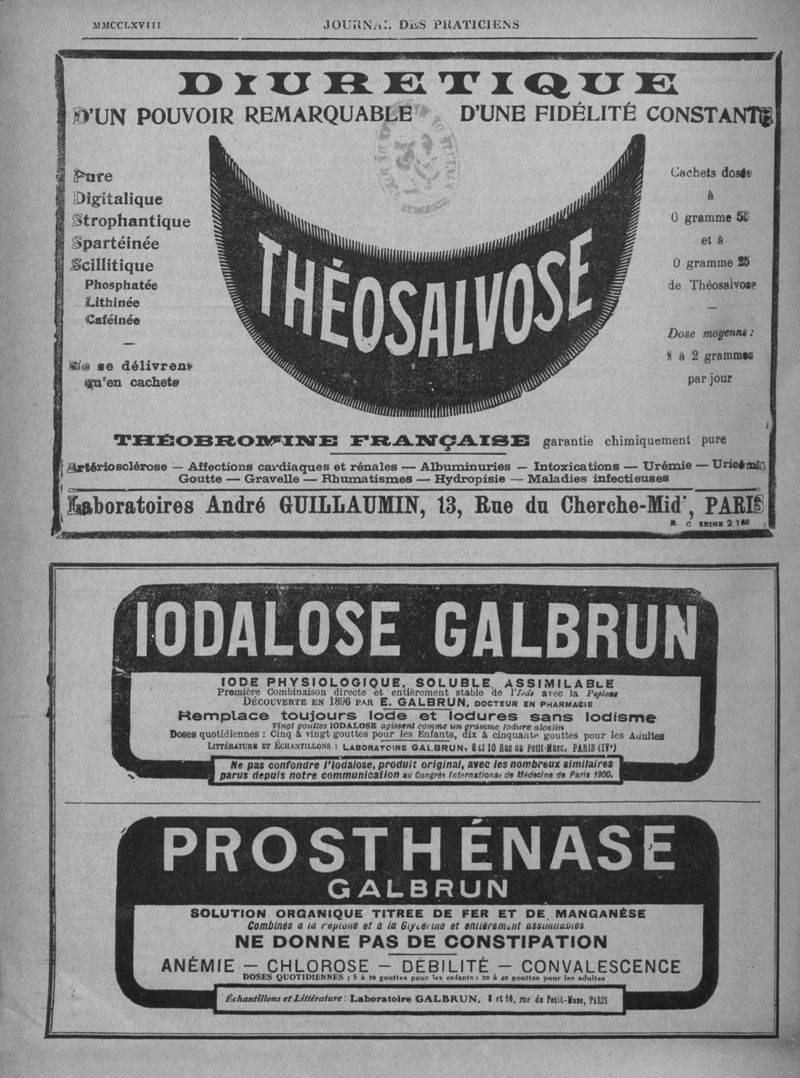 MMCCLXVIII
JOURNAL DES PRATICIENS
DIURETIQUE
D'UN POUVOIR REMARQUABLE D'UNE FIDÉLITÉ CONSTANTE
Pure
Digitalique
Strophantique
Spartéinée
Scillitique
Phosphatée
Lithinée
Caféinée
Ne se délivrent
qu'en cachets
THÉOSALVOSE
Cachets dosés
à
0 gramme 50
et à
0 gramme 25
de Théosalvose
Dose moyenne :
1 à 2 grammes
par jour
THÉOBROMINE FRANÇAISE garantie chimiquement pure
Artériosclérose — Affections cardiaques et rénales — Albuminuries — Intoxications — Urémie — Uricémie
Goutte — Gravelle — Rhumatismes — Hydropisie — Maladies infectieuses
Laboratoires André GUILLAUMIN, 13, Rue du Cherche-Midi, PARIS
R. C SEINE
IODALOSE GALBRUN
IODE PHYSIOLOGIQUE, SOLUBLE, ASSIMILABLE
Première Combinaison directe et entièrement stable de l'Iode avec la Peptone
DÉCOUVERTE EN 1896 PAR E. GALBRUN, DOCTEUR EN PHARMACIE
Remplace toujours Iode et Iodures sans Iodisme
Vingt gouttes IODALOSE agissent comme un gramme iodure alcalin
Doses quotidiennes : Cinq à vingt gouttes pour les Enfants, dix à cinquante gouttes pour les Adultes
LITTÉRATURE ET ÉCHANTILLONS : LABORATOIRE GALBRUN, 8 et 10 Rue du Petit-Musc, PARIS (IVe)
Ne pas confondre l'Iodalose, produit original, avec les nombreux similaires
parus depuis notre communication au Congrès International de Médecine de Paris 1900.
PROSTHÉNASE
GALBRUN
SOLUTION ORGANIQUE TITREE DE FER ET DE MANGANÈSE
Combinés à la Peptone et à la Glycérine et entièrement assimilables
NE DONNE PAS DE CONSTIPATION
ANÉMIE — CHLOROSE — DÉBILITÉ — CONVALESCENCE
DOSES QUOTIDIENNES : 5 à 20 gouttes pour les enfants ; 20 à 40 gouttes pour les adultes
Échantillons et Littérature : Laboratoire GALBRUN, 8 et 10, rue du Petit-Musc, PARIS